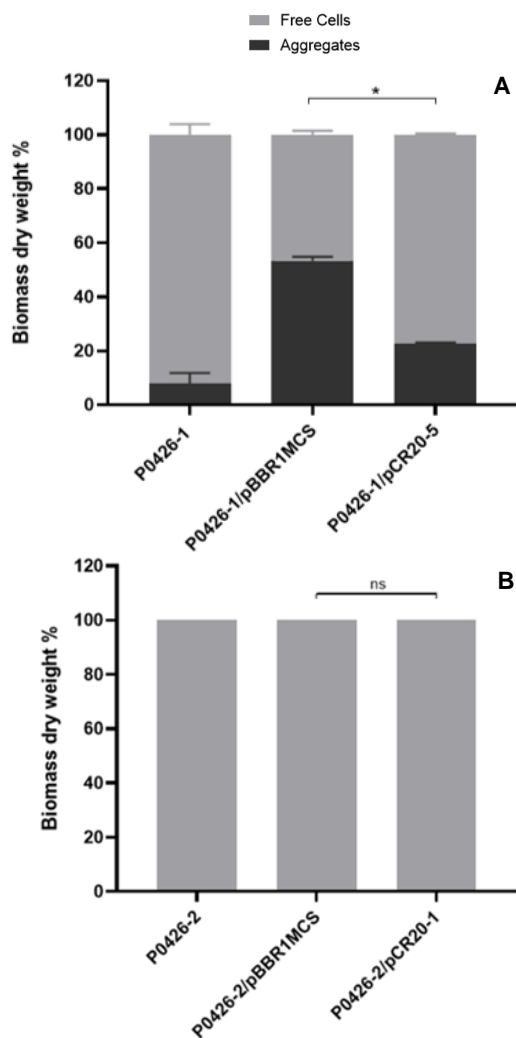 Free Cells
Aggregates
A
*
120
100
80
60
40
20
0
Biomass dry weight %
P0426-1
P0426-1/pBBR1MCS
P0426-1/pCR20-5
B
ns
120
100
80
60
40
20
0
Biomass dry weight %
P0426-2
P0426-2/pBBR1MCS
P0426-2/pCR20-1